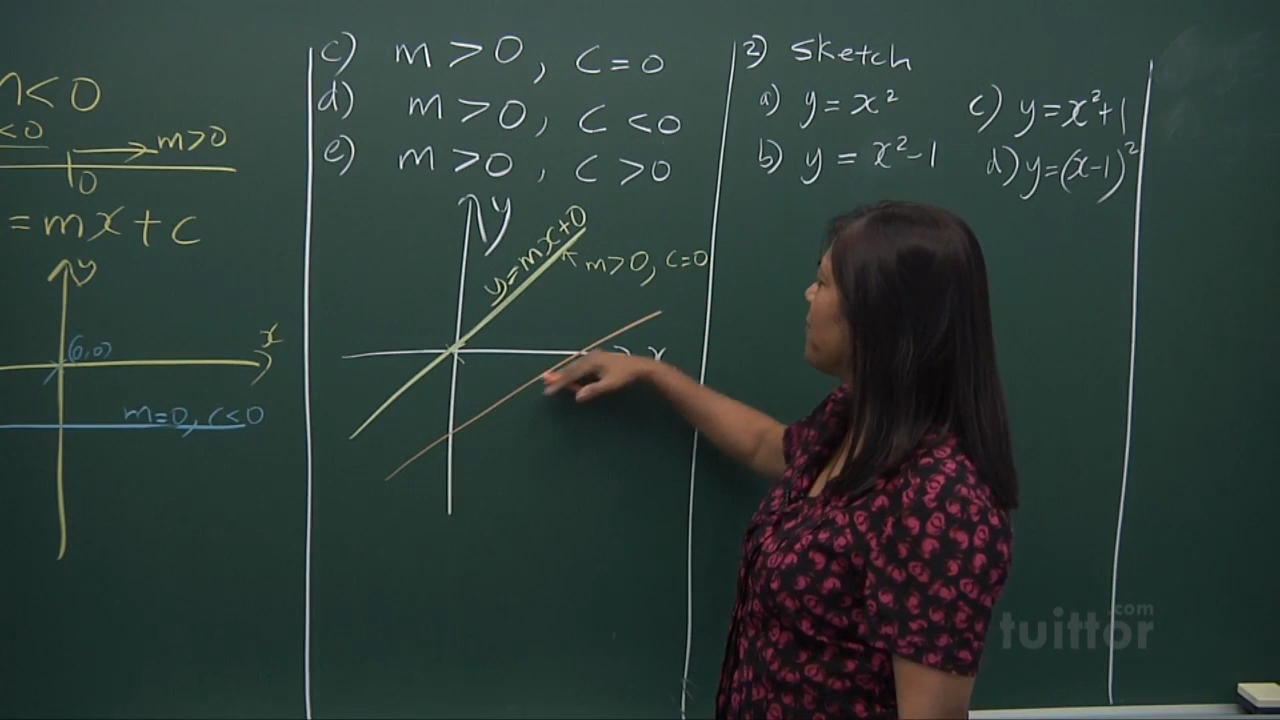 m<0
<0
m>0
0
=mx+c
y
x
(0,0)
m=0, c<0
c) m>0, c=0
d) m>0, c<0
e) m>0, c>0
y
y=mx+0
m>0, c=0
x
3) Sketch
a) y=x²
b) y=x²-1
c) y=x²+1
d) y=(x-1)²
tuittor.com